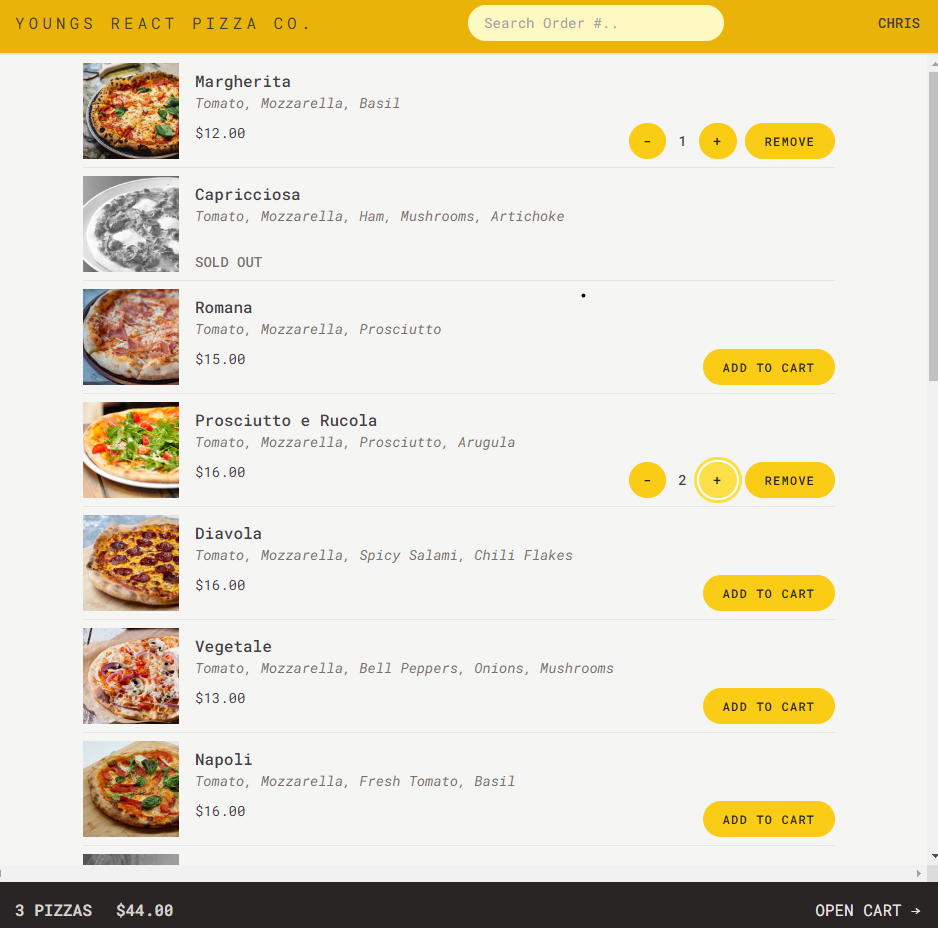 YOUNGS REACT PIZZA CO.
Search Order #..
CHRIS
Margherita
Tomato, Mozzarella, Basil
$12.00
- 1 + REMOVE
Capricciosa
Tomato, Mozzarella, Ham, Mushrooms, Artichoke
SOLD OUT
Romana
Tomato, Mozzarella, Prosciutto
$15.00
ADD TO CART
Prosciutto e Rucola
Tomato, Mozzarella, Prosciutto, Arugula
$16.00
- 2 + REMOVE
Diavola
Tomato, Mozzarella, Spicy Salami, Chili Flakes
$16.00
ADD TO CART
Vegetale
Tomato, Mozzarella, Bell Peppers, Onions, Mushrooms
$13.00
ADD TO CART
Napoli
Tomato, Mozzarella, Fresh Tomato, Basil
$16.00
ADD TO CART
3 PIZZAS $44.00
OPEN CART →